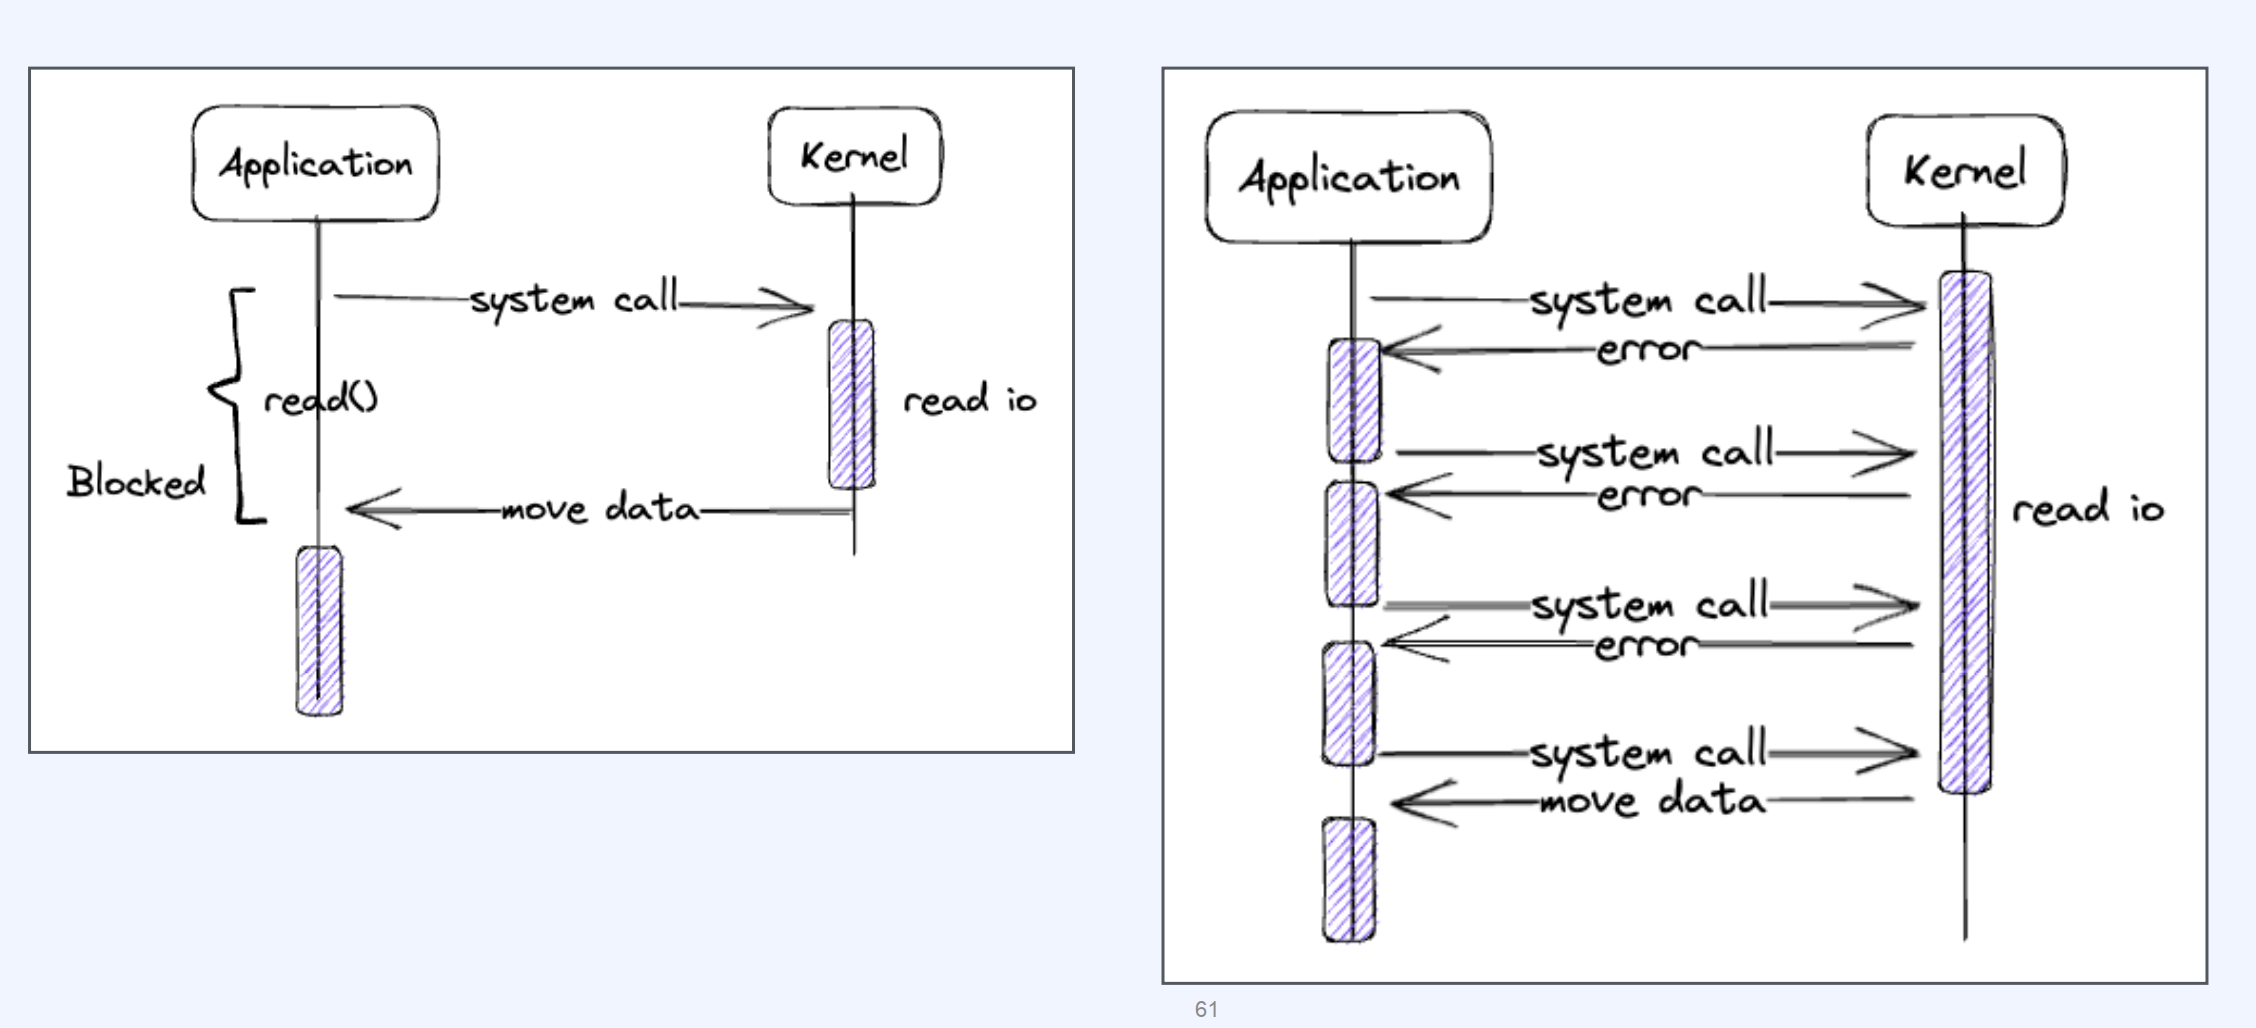 Application
Kernel
system call
read()
read io
Blocked
move data
Application
Kernel
system call
error
system call
error
read io
system call
error
system call
move data
61